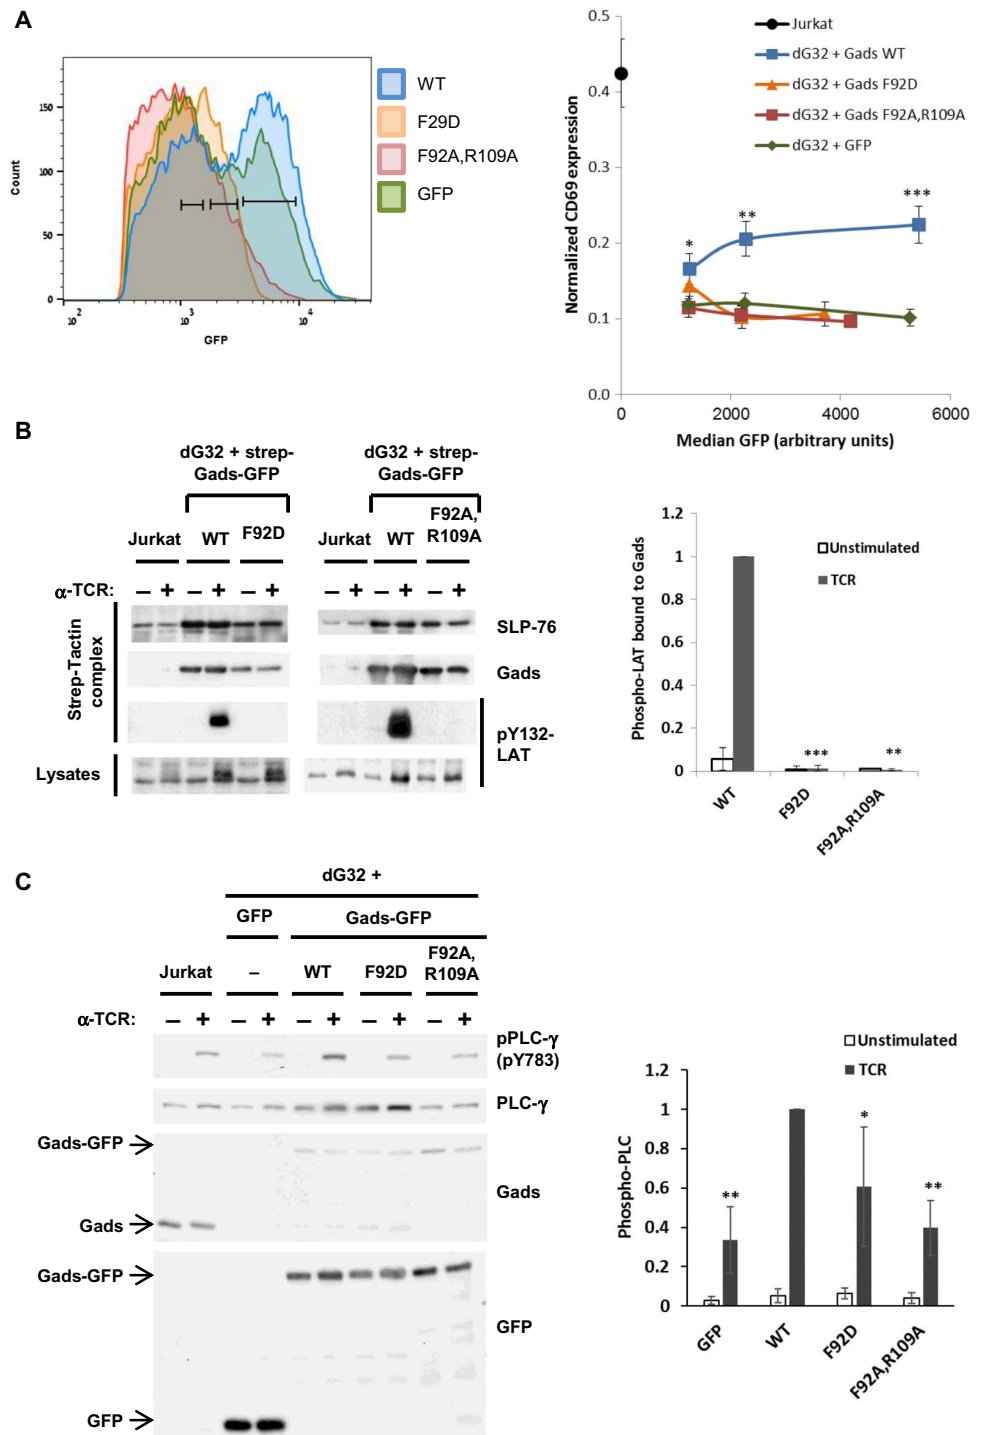 A
150
100
50
0
Count
10²
10³
10⁴
GFP
WT
F29D
F92A,R109A
GFP
0.5
0.4
0.3
0.2
0.1
0.0
Normalized CD69 expression
0
2000
4000
6000
Median GFP (arbitrary units)
Jurkat
dG32 + Gads WT
dG32 + Gads F92D
dG32 + Gads F92A,R109A
dG32 + GFP
*
**
***
B
dG32 + strep-
Gads-GFP
dG32 + strep-
Gads-GFP
Jurkat WT F92D
Jurkat WT F92A,
R109A
α-TCR: – + – + – + – + – + – +
Strep-Tactin
complex
Lysates
SLP-76
Gads
pY132-
LAT
1.2
1
0.8
0.6
0.4
0.2
0
Phospho-LAT bound to Gads
Unstimulated
TCR
***
**
WT
F92D
F92A,R109A
C
dG32 +
GFP
Gads-GFP
Jurkat – WT F92D F92A,
R109A
α-TCR: – + – + – + – + – +
pPLC-γ
(pY783)
PLC-γ
Gads-GFP
Gads
Gads
Gads-GFP
GFP
GFP
Unstimulated
TCR
1.2
1
0.8
0.6
0.4
0.2
0
Phospho-PLC
**
*
**
GFP
WT
F92D
F92A,R109A